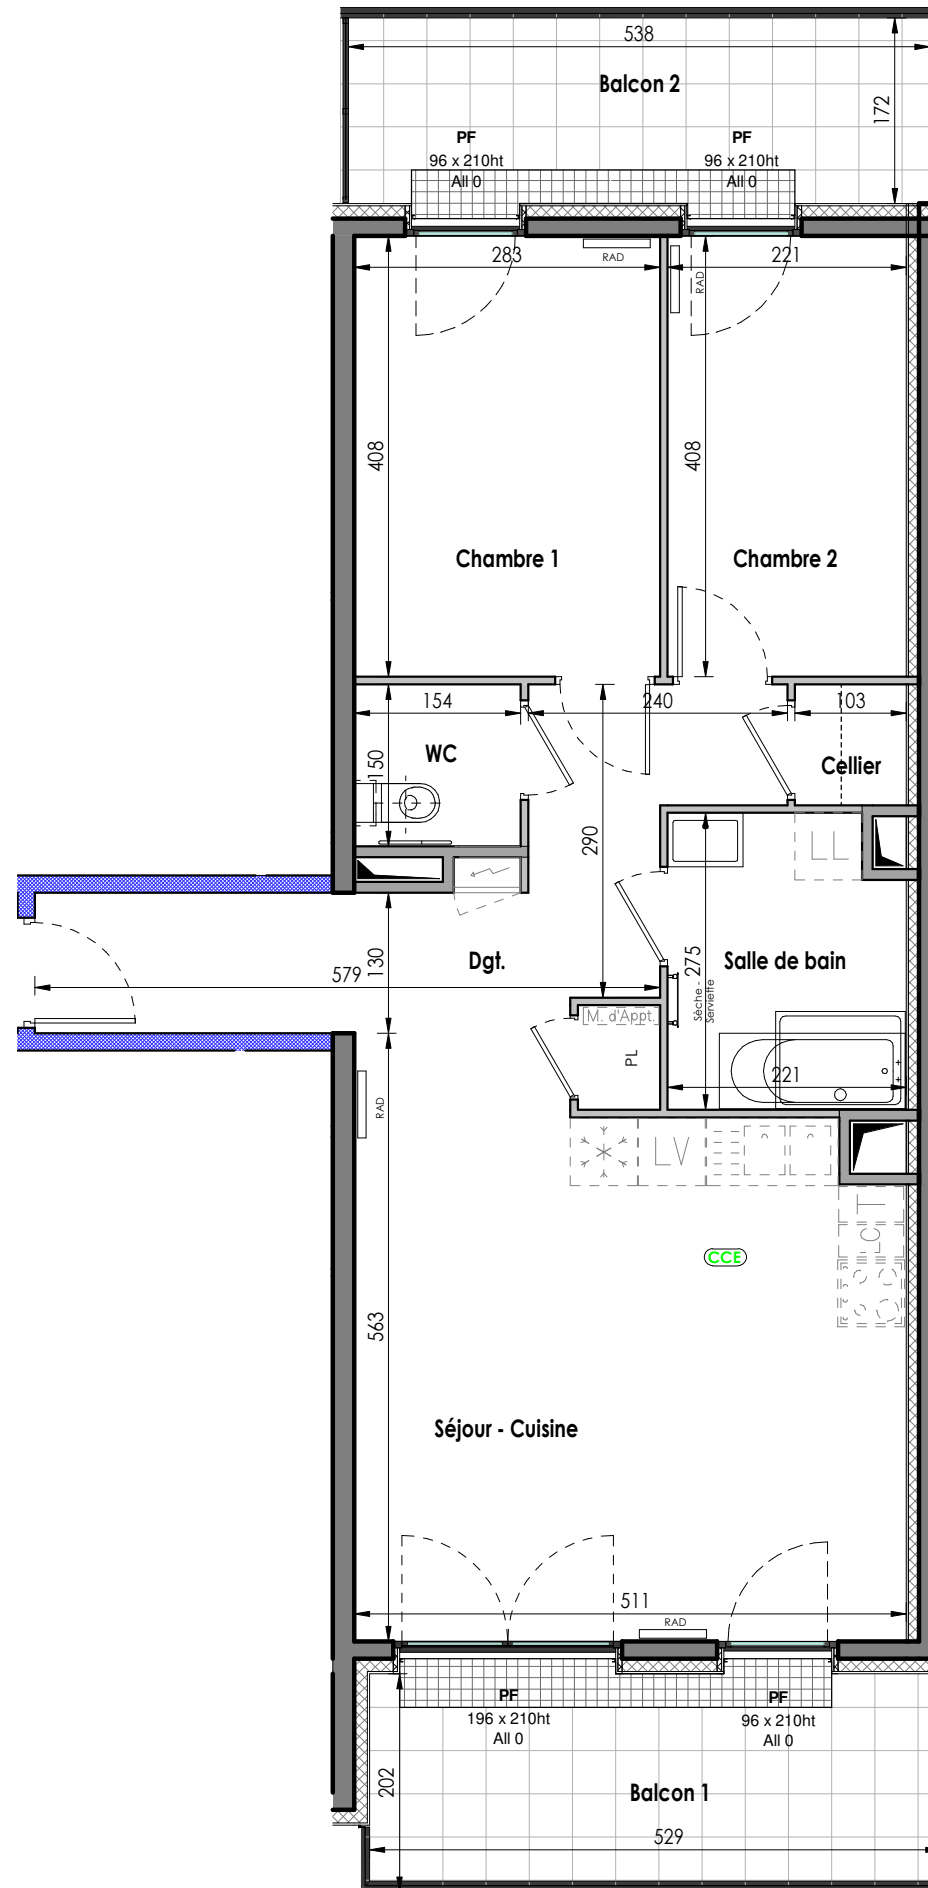 538
Balcon 2
172
PF
96 x 210ht
All 0
PF
96 x 210ht
All 0
283
RAD
221
RAD
408
408
Chambre 1
Chambre 2
154
240
103
WC
150
Cellier
290
LL
130
579
Dgt.
275
Sèche -
Serviette
Salle de bain
M. d'Appt.
PL
221
RAD
LV
T
LC
CCE
563
Séjour - Cuisine
511
RAD
PF
196 x 210ht
All 0
PF
96 x 210ht
All 0
202
Balcon 1
529